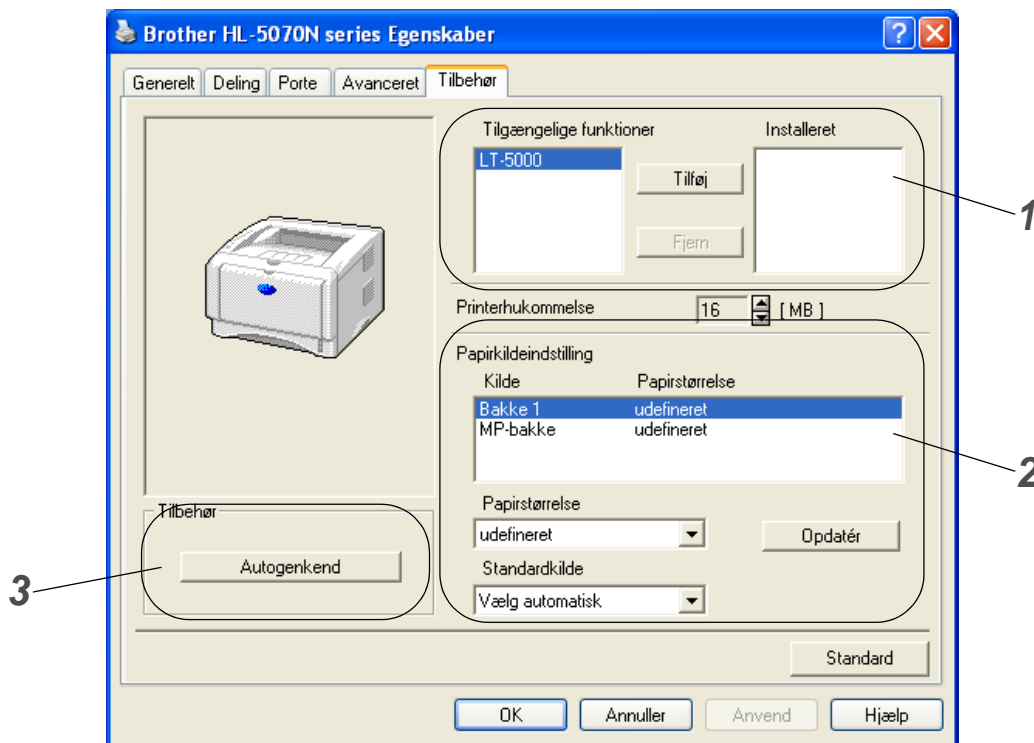 Brother HL-5070N series Egenskaber
Generelt Deling Porte Avanceret Tilbehør
Tilgængelige funktioner Installeret
LT-5000
Tilføj
1
Fjern
Printerhukommelse 16 [ MB ]
Papirkildeindstilling
Kilde Papirstørrelse
Bakke 1 udefineret
MP-bakke udefineret
2
Papirstørrelse
Tilbehør
udefineret Opdatér
Autogenkend
Standardkilde
3
Vælg automatisk
Standard
OK Annuller Anvend Hjælp